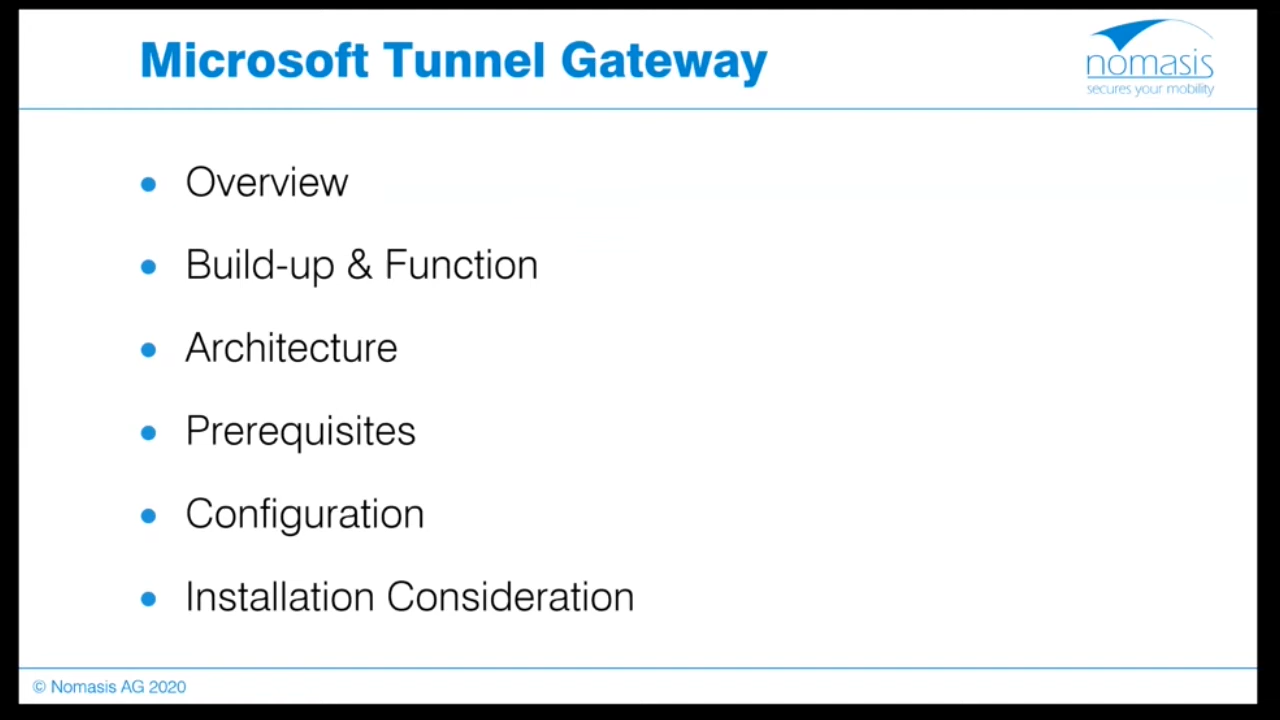 Microsoft Tunnel Gateway
nomasis
secures your mobility
• Overview
• Build-up & Function
• Architecture
• Prerequisites
• Configuration
• Installation Consideration
© Nomasis AG 2020